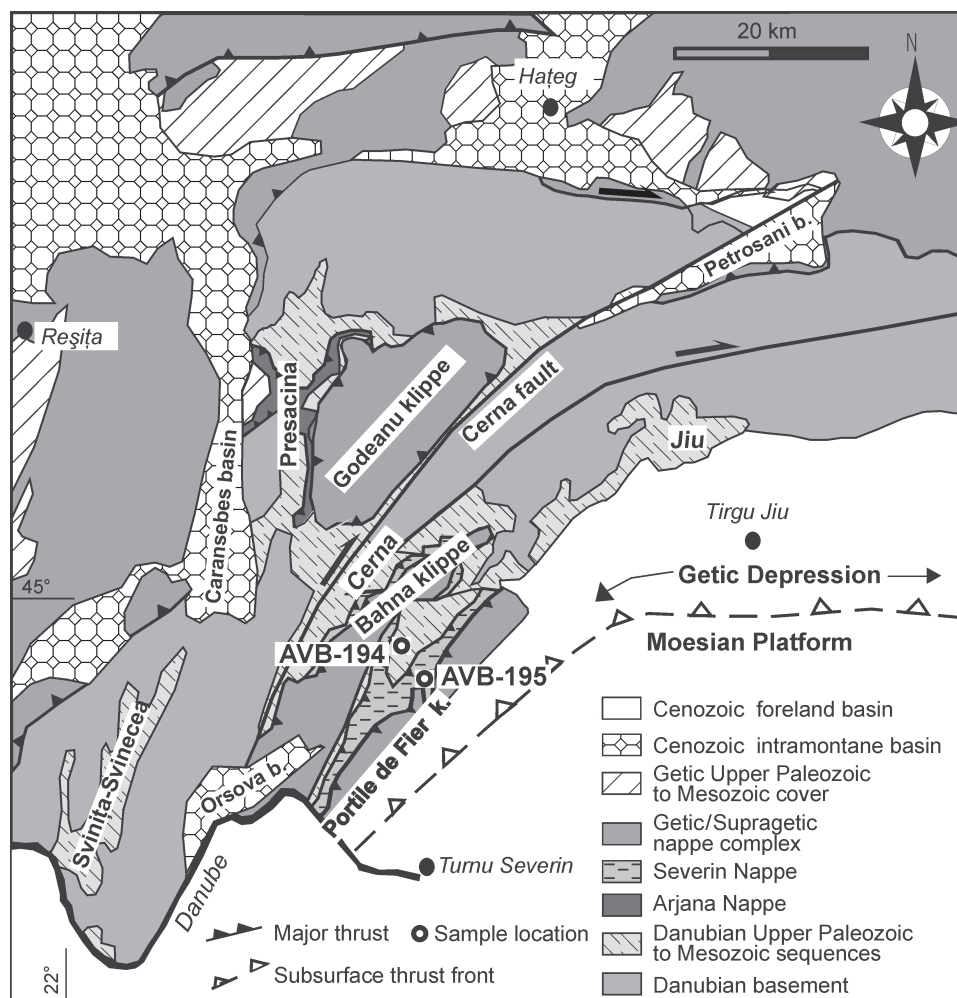 20 km
N
Haţeg
Petrosani b.
Reşiţa
Presacina
Godeanu klippe
Cerna fault
Jiu
Caransebes basin
Tirgu Jiu
Cerna
Bahna klippe
45°
Getic Depression
Moesian Platform
AVB-194
AVB-195
Portile de Fier k.
Sviniţa-Svinecea
Orsova b.
Danube
Turnu Severin
22°
Cenozoic foreland basin
Cenozoic intramontane basin
Getic Upper Paleozoic
to Mesozoic cover
Getic/Supragetic
nappe complex
Severin Nappe
Arjana Nappe
Danubian Upper Paleozoic
to Mesozoic sequences
Danubian basement
Major thrust
Sample location
Subsurface thrust front